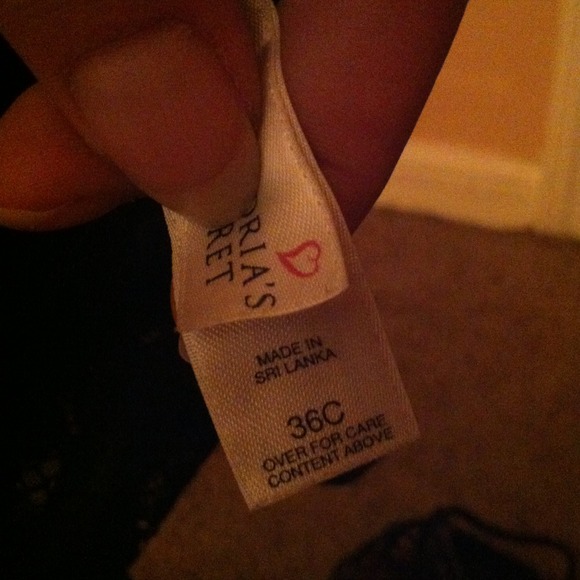 ORIA'S
RET
MADE IN
SRI LANKA
36C
OVER FOR CARE
CONTENT ABOVE